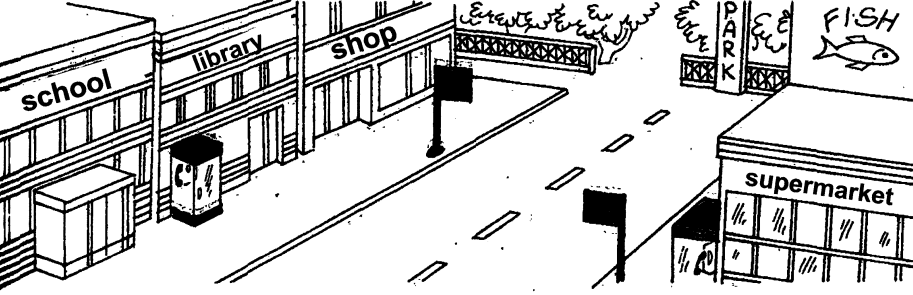 school
library
shop
PARK
FISH
supermarket